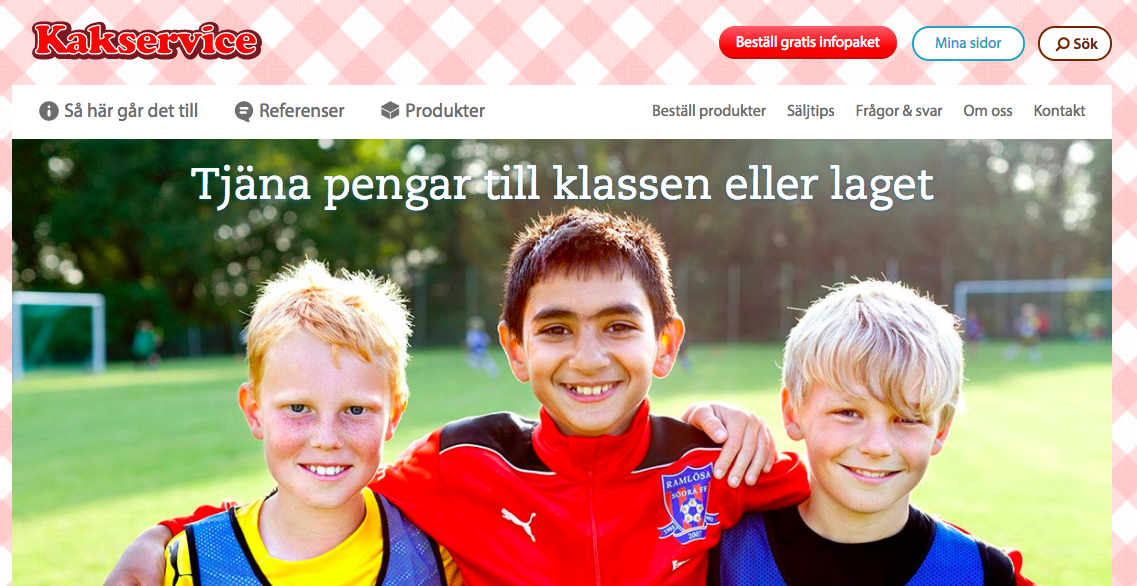 Kakservice
Beställ gratis infopaket
Mina sidor
Sök
Så här går det till
Referenser
Produkter
Beställ produkter
Säljtips
Frågor & svar
Om oss
Kontakt
Tjäna pengar till klassen eller laget
RAMLÖSA
SÖDRA FF
2007